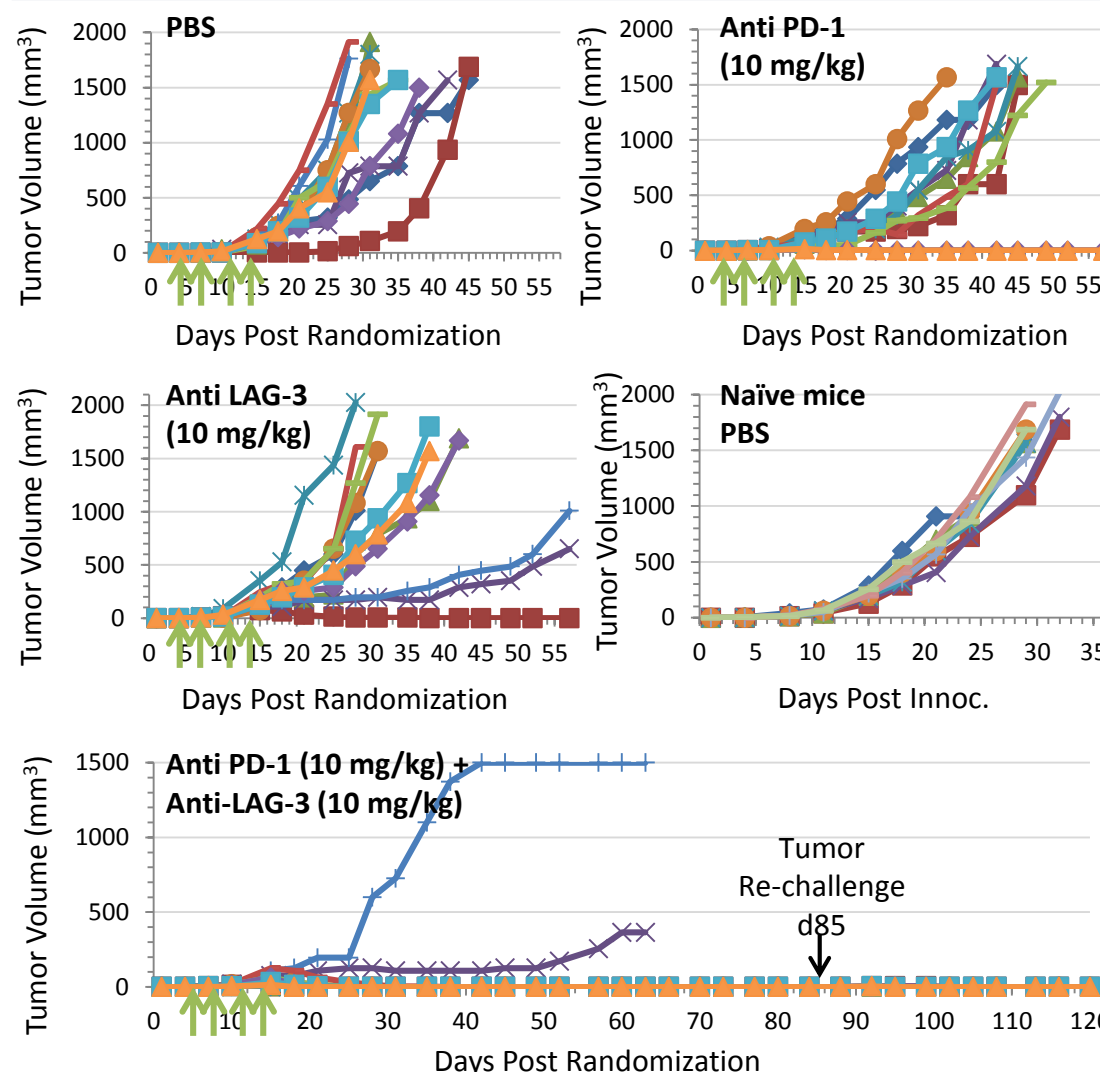 PBS
Tumor Volume (mm³)
2000
1500
1000
500
0
0 5 10 15 20 25 30 35 40 45 50 55
Days Post Randomization
Anti PD-1
(10 mg/kg)
Tumor Volume (mm³)
2000
1500
1000
500
0
0 5 10 15 20 25 30 35 40 45 50 55
Days Post Randomization
Anti LAG-3
(10 mg/kg)
Tumor Volume (mm³)
2000
1500
1000
500
0
0 5 10 15 20 25 30 35 40 45 50 55
Days Post Randomization
Naïve mice
PBS
Tumor Volume (mm³)
2000
1500
1000
500
0
0 5 10 15 20 25 30 35
Days Post Innoc.
Anti PD-1 (10 mg/kg) +
Anti-LAG-3 (10 mg/kg)
Tumor Volume (mm³)
1500
1000
500
0
Tumor
Re-challenge
d85
0 10 20 30 40 50 60 70 80 90 100 110 120
Days Post Randomization